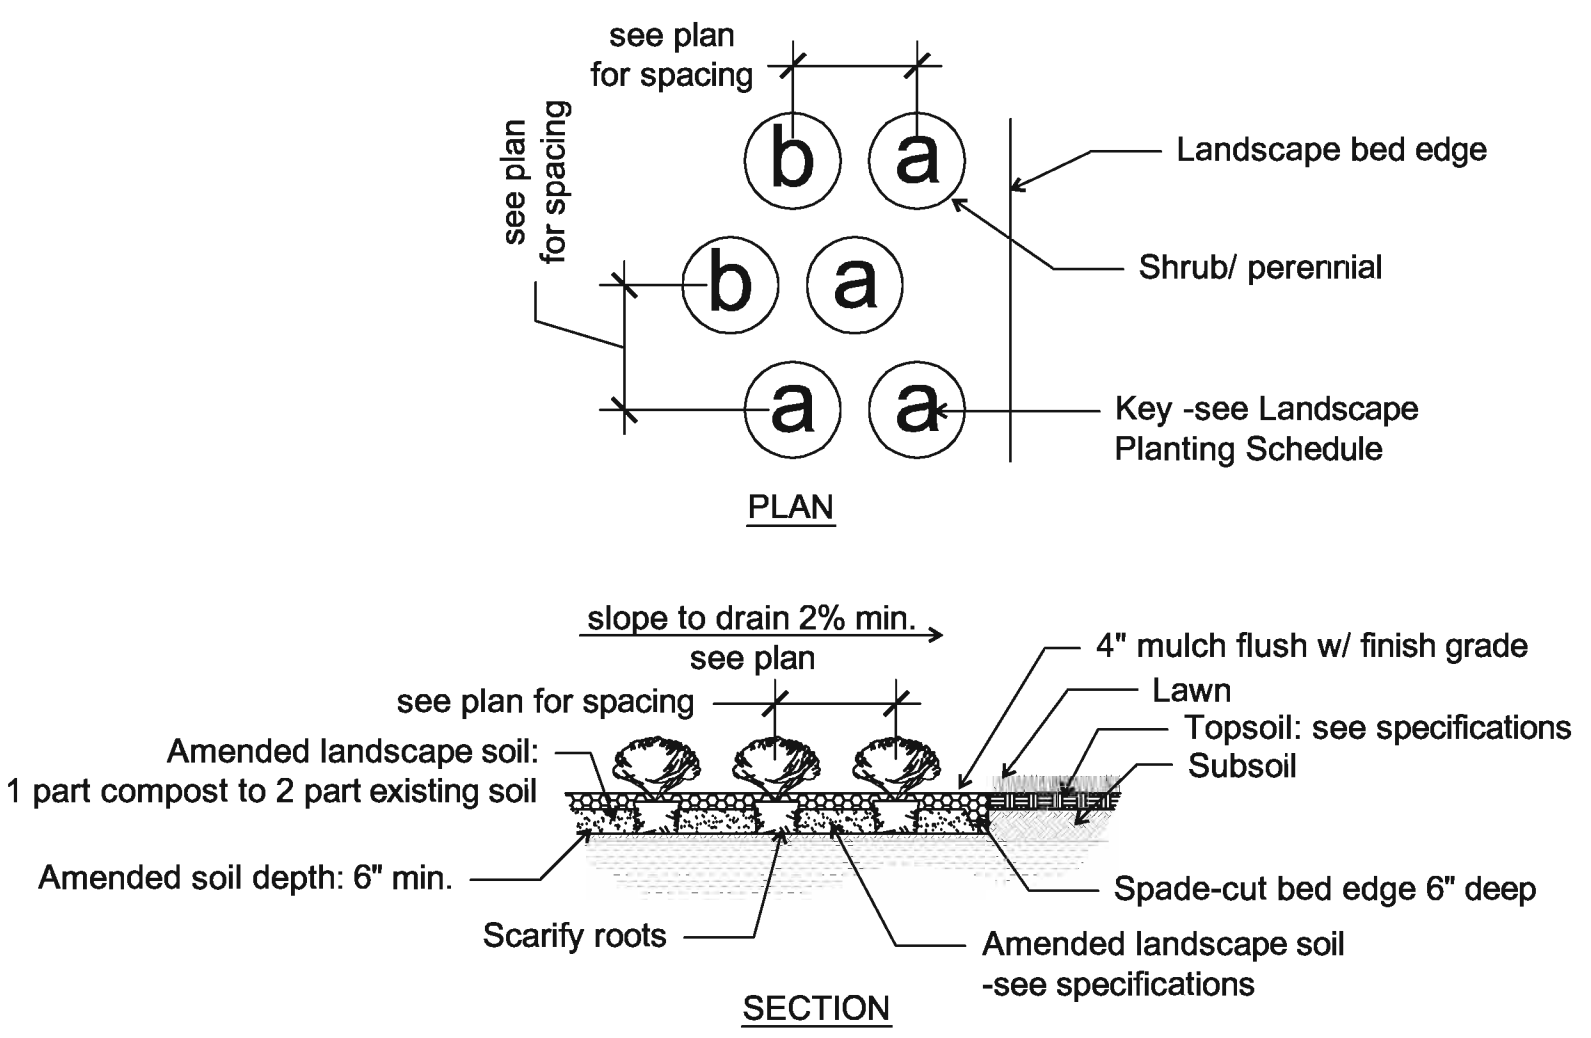 see plan
for spacing
see plan
for spacing
b
a
Landscape bed edge
b
a
Shrub/ perennial
a
a
Key -see Landscape
Planting Schedule
PLAN
slope to drain 2% min.
see plan
see plan for spacing
4" mulch flush w/ finish grade
Lawn
Topsoil: see specifications
Subsoil
Amended landscape soil:
1 part compost to 2 part existing soil
Amended soil depth: 6" min.
Scarify roots
Spade-cut bed edge 6" deep
Amended landscape soil
-see specifications
SECTION